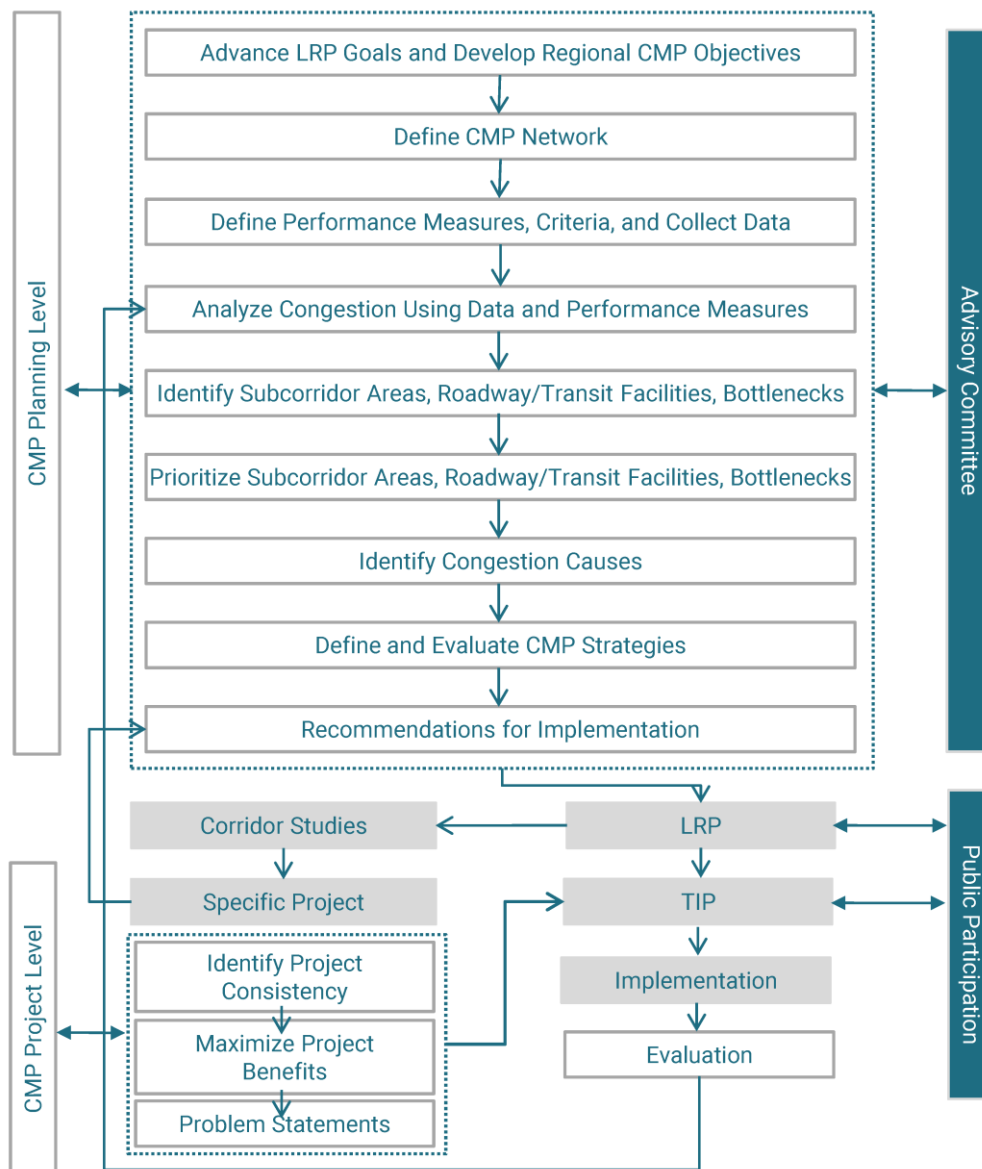 Advance LRP Goals and Develop Regional CMP Objectives
Define CMP Network
Define Performance Measures, Criteria, and Collect Data
Analyze Congestion Using Data and Performance Measures
Identify Subcorridor Areas, Roadway/Transit Facilities, Bottlenecks
Prioritize Subcorridor Areas, Roadway/Transit Facilities, Bottlenecks
Identify Congestion Causes
Define and Evaluate CMP Strategies
Recommendations for Implementation
CMP Planning Level
Advisory Committee
Corridor Studies
LRP
Specific Project
TIP
Identify Project
Consistency
Maximize Project
Benefits
Problem Statements
Implementation
Evaluation
CMP Project Level
Public Participation